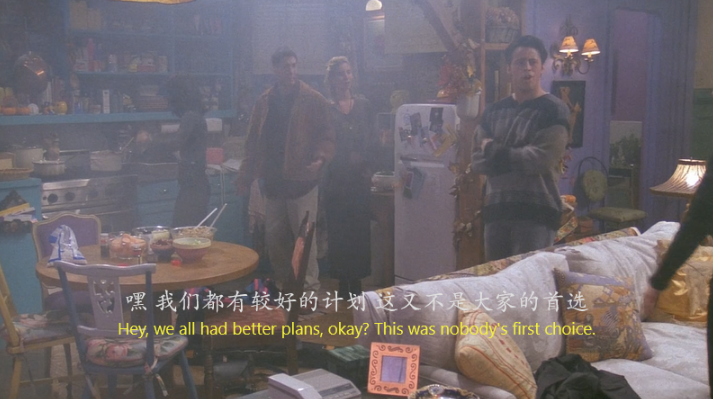 嘿 我们都有较好的计划 这又不是大家的首选
Hey, we all had better plans, okay? This was nobody's first choice.